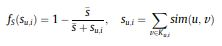 f_S(s_{u,i}) = 1 - \frac{\bar{s}}{\bar{s} + s_{u,i}}, s_{u,i} = \sum_{v \in K_{u,i}} sim(u, v)